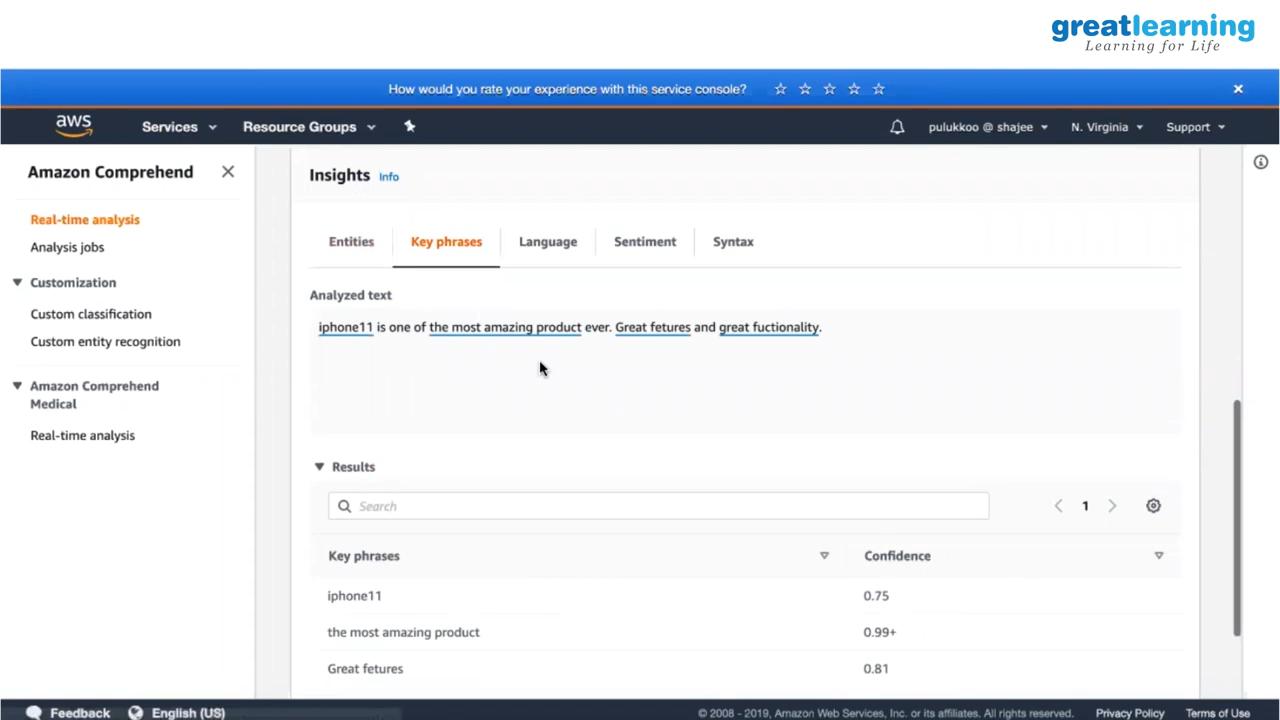 greatlearning
Learning for Life
How would you rate your experience with this service console?
aws Services Resource Groups pulukkoo @ shajee N. Virginia Support
Amazon Comprehend
Real-time analysis
Analysis jobs
Customization
Custom classification
Custom entity recognition
Amazon Comprehend
Medical
Real-time analysis
Insights Info
Entities Key phrases Language Sentiment Syntax
Analyzed text
iphone11 is one of the most amazing product ever. Great fetures and great fuctionality.
Results
Search 1
Key phrases Confidence
iphone11 0.75
the most amazing product 0.99+
Great fetures 0.81
Feedback English (US) © 2008 - 2019, Amazon Web Services, Inc. or its affiliates. All rights reserved. Privacy Policy Terms of Use